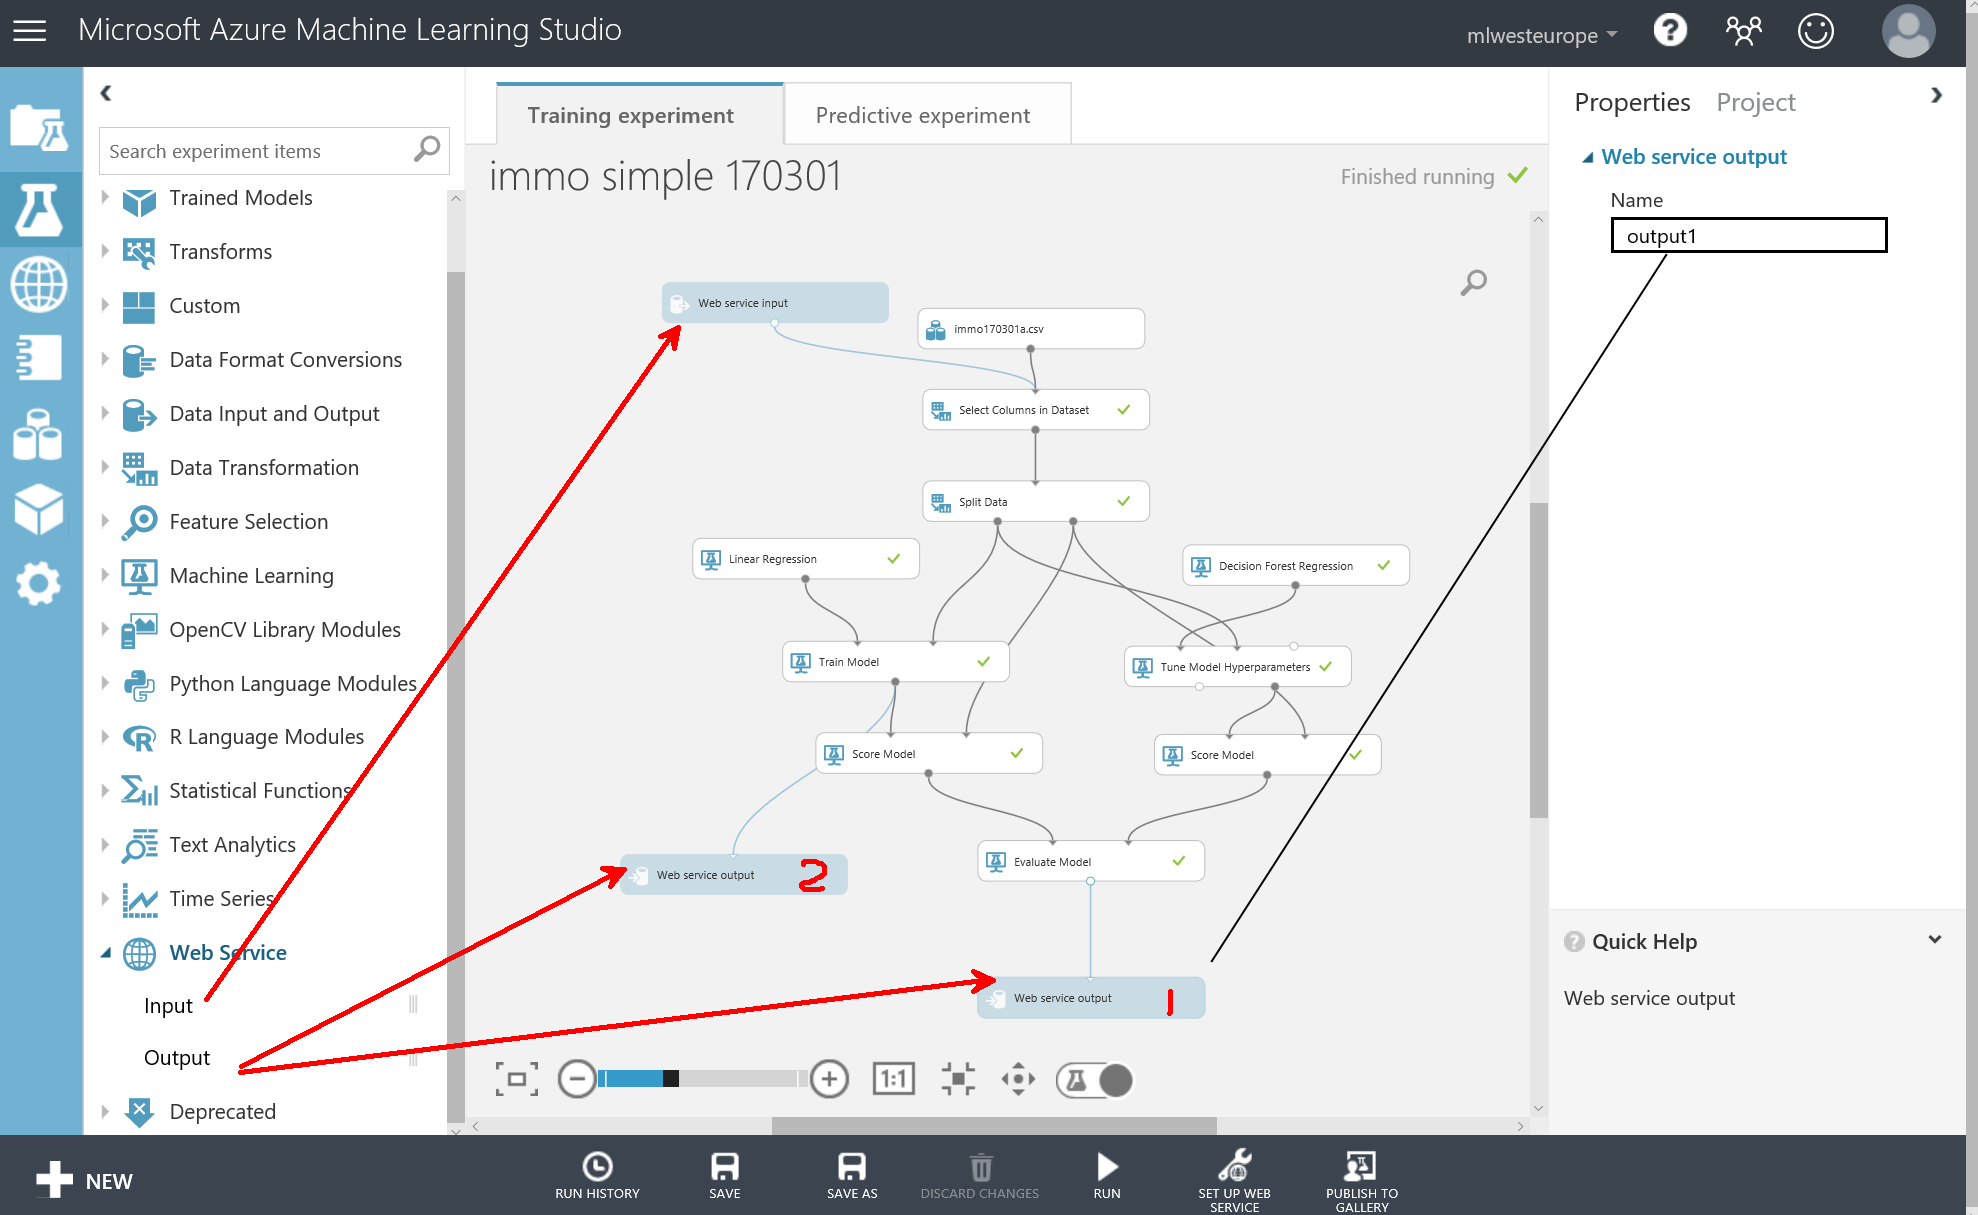 Microsoft Azure Machine Learning Studio
mlwesteurope
Search experiment items
Trained Models
Transforms
Custom
Data Format Conversions
Data Input and Output
Data Transformation
Feature Selection
Machine Learning
OpenCV Library Modules
Python Language Modules
R Language Modules
Statistical Functions
Text Analytics
Time Series
Web Service
Input
Output
Deprecated
Training experiment
Predictive experiment
immo simple 170301
Finished running
Web service input
immo170301a.csv
Select Columns in Dataset
Split Data
Linear Regression
Decision Forest Regression
Train Model
Tune Model Hyperparameters
Score Model
Score Model
Web service output 2
Evaluate Model
Web service output 1
1:1
Properties
Project
Web service output
Name
output1
Quick Help
Web service output
NEW
RUN HISTORY
SAVE
SAVE AS
DISCARD CHANGES
RUN
SET UP WEB
SERVICE
PUBLISH TO
GALLERY